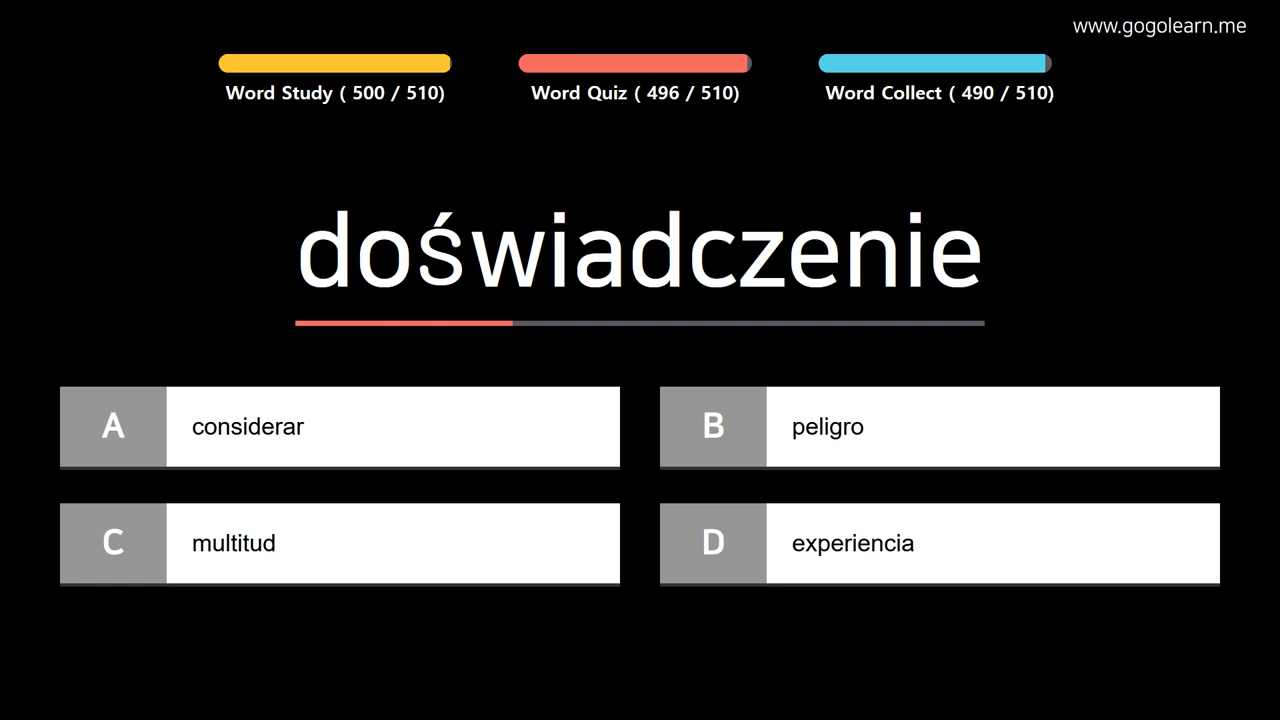 www.gogolearn.me
Word Study ( 500 / 510)
Word Quiz ( 496 / 510)
Word Collect ( 490 / 510)
doświadczenie
A
considerar
B
peligro
C
multitud
D
experiencia